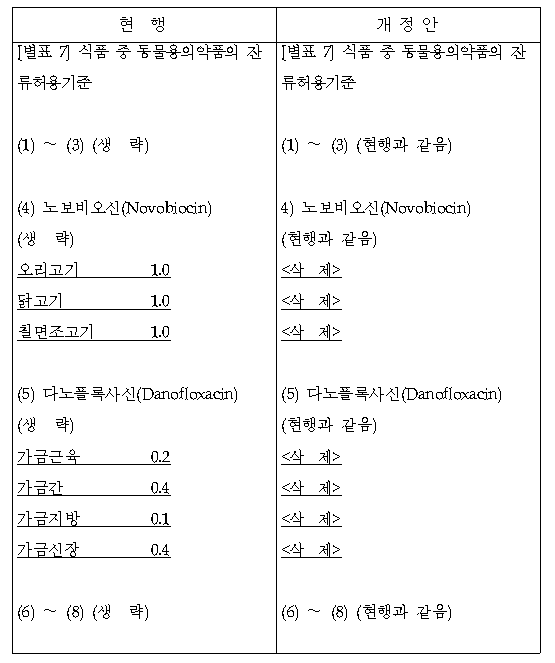 현 행
개 정 안
[별표 7] 식품 중 동물용의약품의 잔
류허용기준
(1) ~ (3) (생 략)
(4) 노보비오신(Novobiocin)
(생 략)
오리고기 1.0
닭고기 1.0
칠면조고기 1.0
(5) 다노플록사신(Danofloxacin)
(생 략)
가금근육 0.2
가금간 0.4
가금지방 0.1
가금신장 0.4
(6) ~ (8) (생 략)
[별표 7] 식품 중 동물용의약품의 잔
류허용기준
(1) ~ (3) (현행과 같음)
4) 노보비오신(Novobiocin)
(현행과 같음)
<삭 제>
<삭 제>
<삭 제>
(5) 다노플록사신(Danofloxacin)
(현행과 같음)
<삭 제>
<삭 제>
<삭 제>
<삭 제>
(6) ~ (8) (현행과 같음)